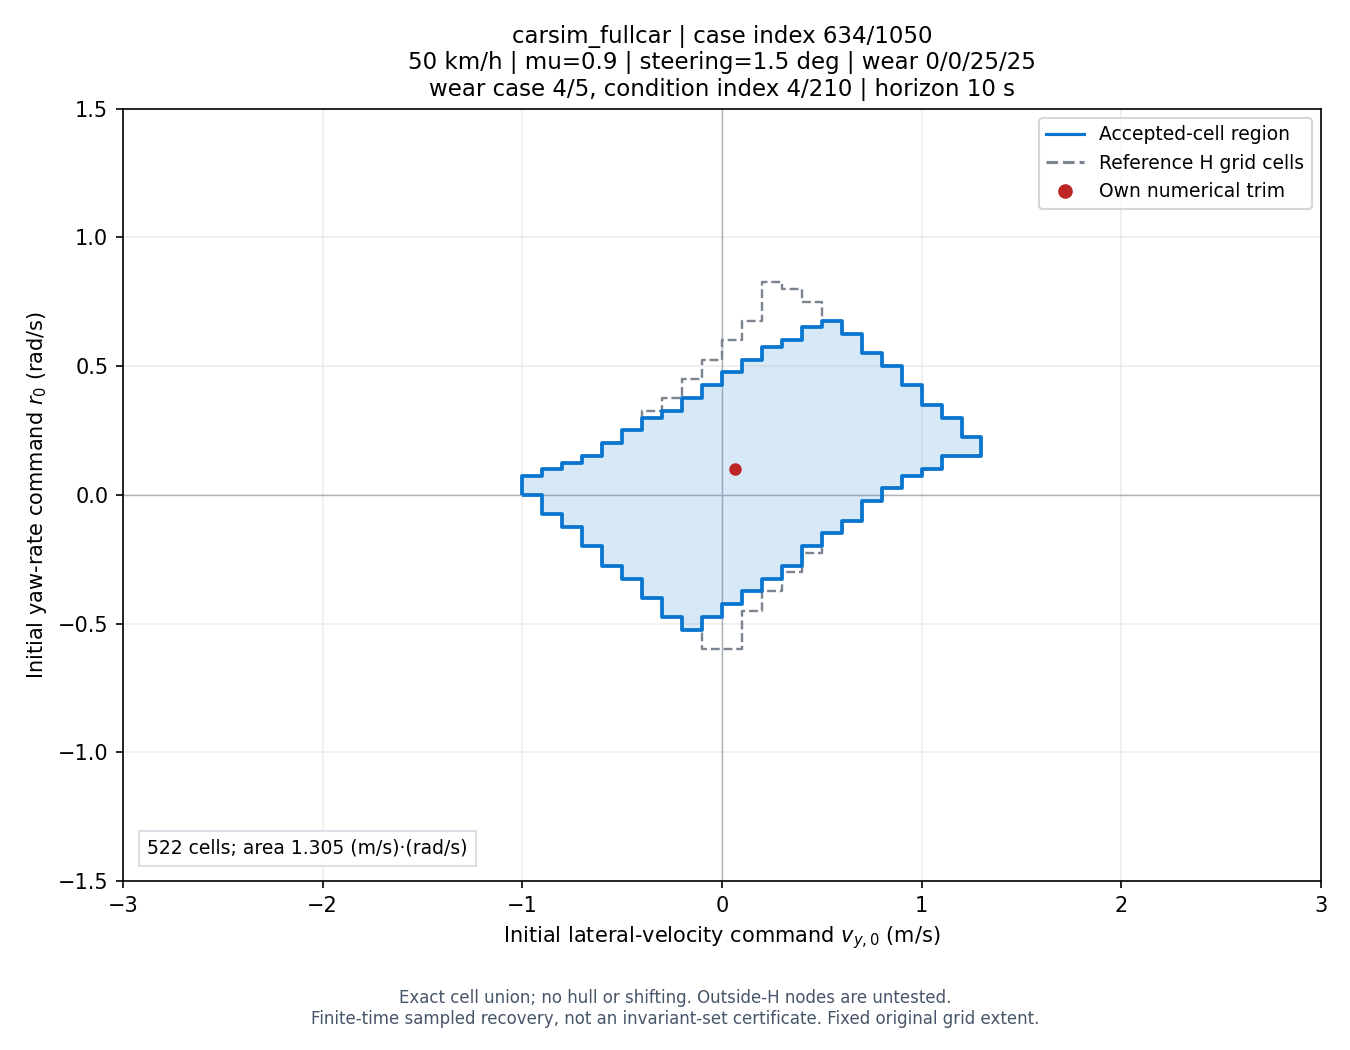 carsim_fullcar | case index 634/1050
50 km/h | mu=0.9 | steering=1.5 deg | wear 0/0/25/25
wear case 4/5, condition index 4/210 | horizon 10 s
Accepted-cell region
Reference H grid cells
Own numerical trim
1.5
1.0
0.5
0.0
−0.5
−1.0
−1.5
Initial yaw-rate command r0 (rad/s)
522 cells; area 1.305 (m/s)·(rad/s)
−3
−2
−1
0
1
2
3
Initial lateral-velocity command vy,0 (m/s)
Exact cell union; no hull or shifting. Outside-H nodes are untested.
Finite-time sampled recovery, not an invariant-set certificate. Fixed original grid extent.